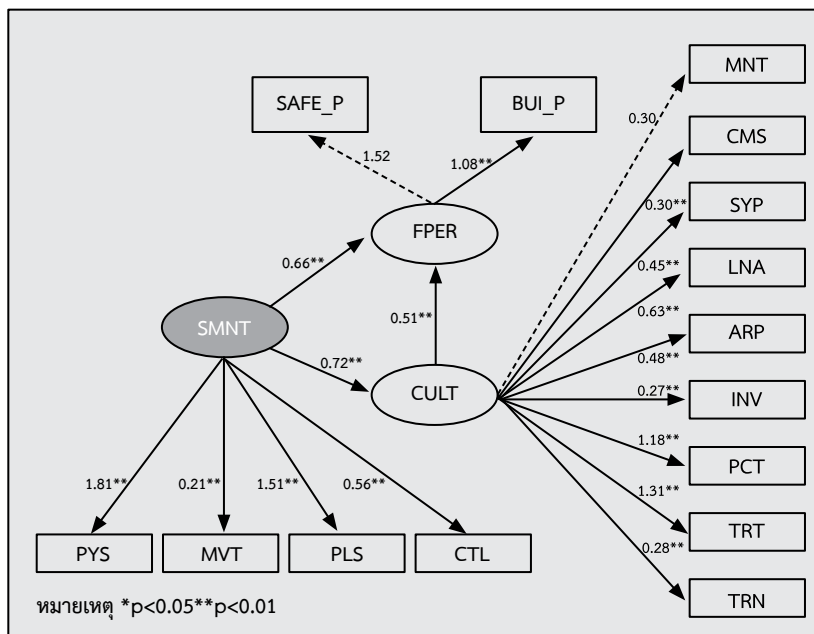 MNT
SAFE_P
BUI_P
0.30
CMS
1.52
1.08**
0.30**
SYP
FPER
0.45**
LNA
0.66**
0.63**
SMNT
0.51**
ARP
0.48**
0.72**
CULT
0.27**
INV
1.18**
PCT
1.81**
0.21**
1.51**
0.56**
1.31**
TRT
PYS
MVT
PLS
CTL
0.28**
TRN
หมายเหตุ *p<0.05**p<0.01